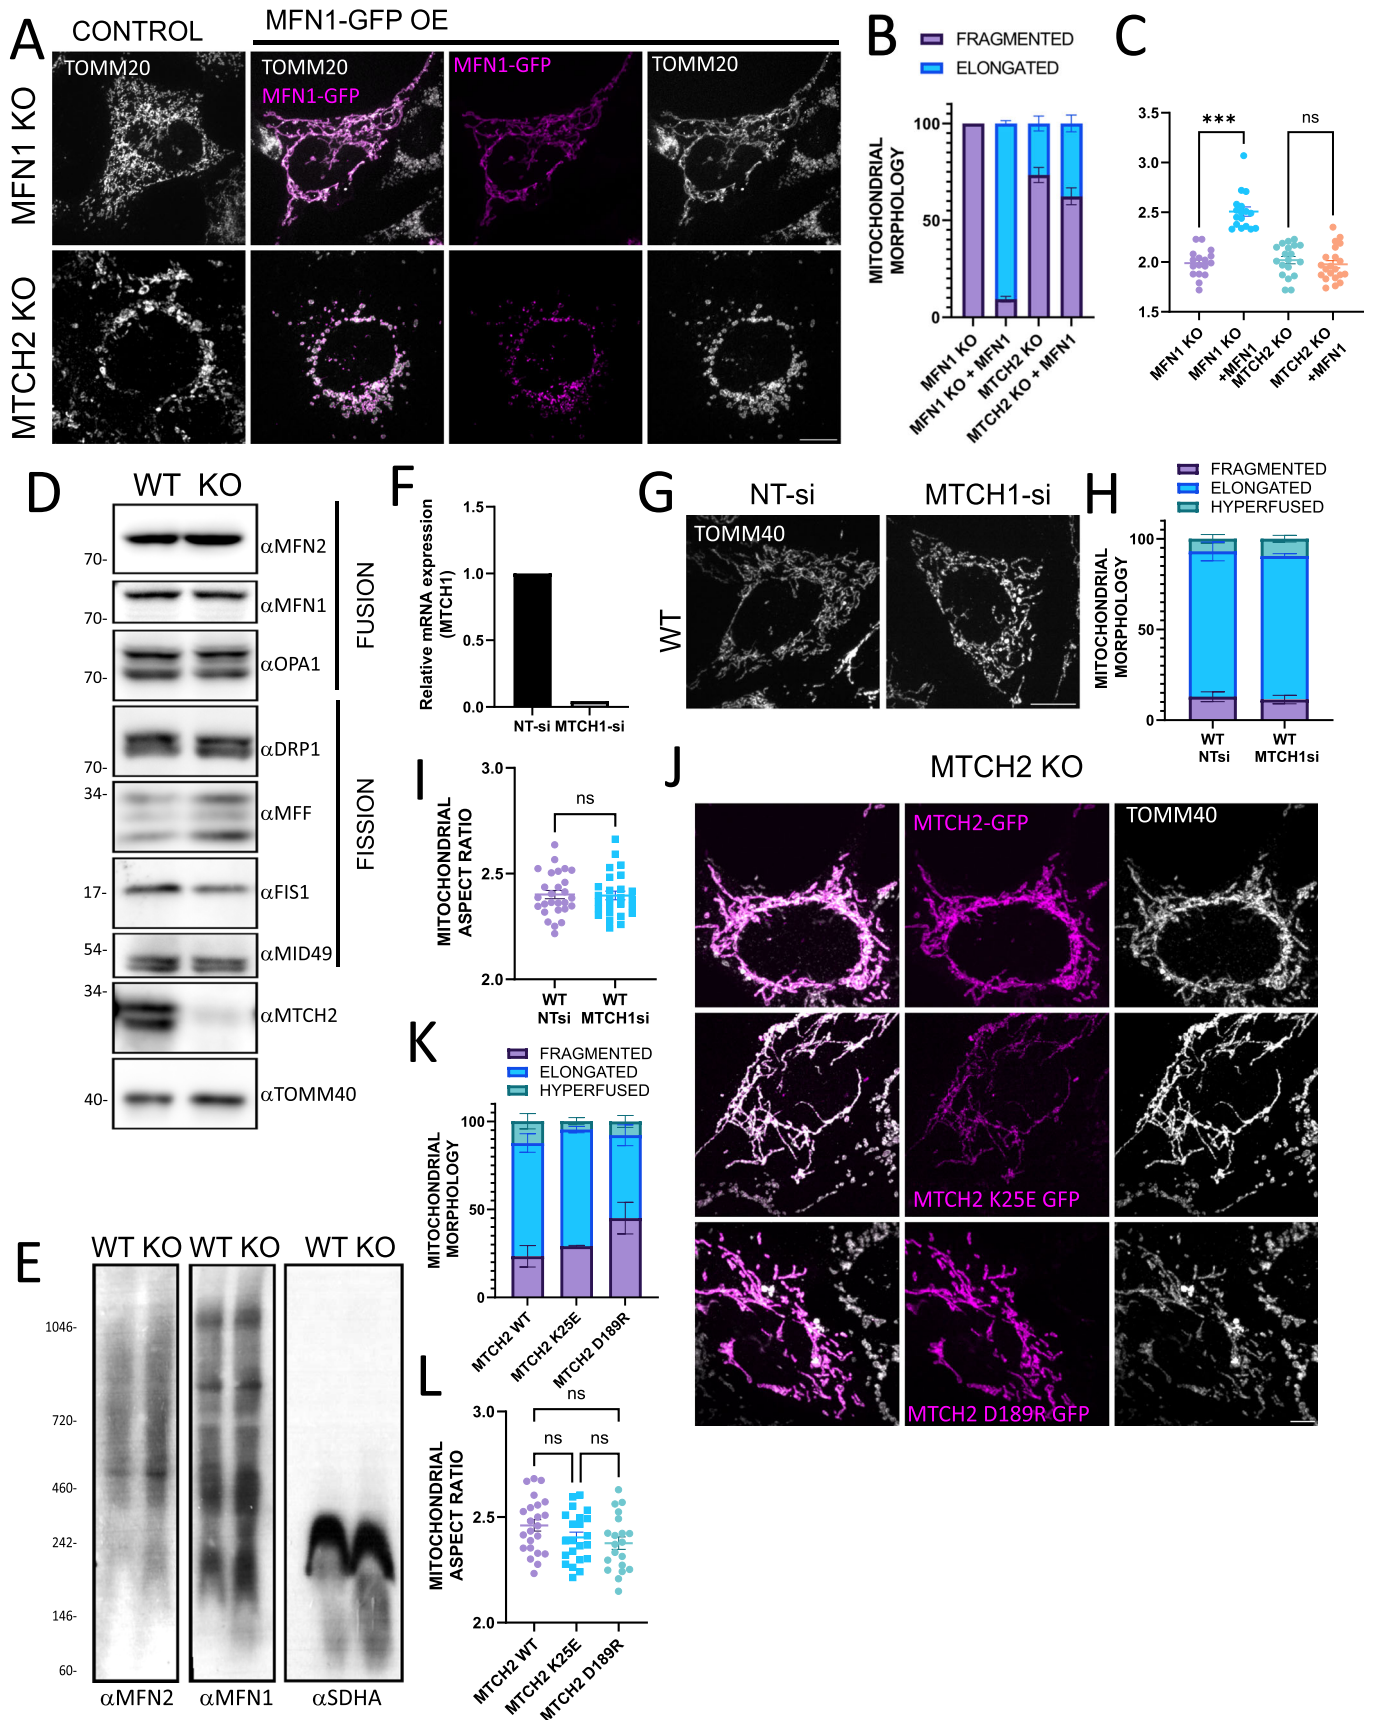 A
CONTROL
MFN1-GFP OE
MFN1 KO
TOMM20
TOMM20
MFN1-GFP
MFN1-GFP
TOMM20
MTCH2 KO
B
FRAGMENTED
ELONGATED
MITOCHONDRIAL
MORPHOLOGY
100
50
0
MFN1 KO
MFN1 KO + MFN1
MTCH2 KO
MTCH2 KO + MFN1
C
3.5
3.0
2.5
2.0
1.5
***
ns
MFN1 KO
MFN1 KO
+MFN1
MTCH2 KO
MTCH2 KO
+MFN1
D
WT KO
70-
αMFN2
70-
αMFN1
70-
αOPA1
FUSION
70-
αDRP1
34-
αMFF
17-
αFIS1
54-
αMID49
FISSION
34-
αMTCH2
40-
αTOMM40
E
WT KO
WT KO
WT KO
1046-
720-
460-
242-
146-
60-
αMFN2
αMFN1
αSDHA
F
Relative mRNA expression
(MTCH1)
1.5
1.0
0.5
0.0
NT-si
MTCH1-si
G
NT-si
MTCH1-si
WT
TOMM40
H
FRAGMENTED
ELONGATED
HYPERFUSED
MITOCHONDRIAL
MORPHOLOGY
100
50
0
WT
NTsi
WT
MTCH1si
I
MITOCHONDRIAL
ASPECT RATIO
3.0
2.5
2.0
ns
WT
NTsi
WT
MTCH1si
J
MTCH2 KO
MTCH2-GFP
TOMM40
MTCH2 K25E GFP
MTCH2 D189R GFP
K
FRAGMENTED
ELONGATED
HYPERFUSED
MITOCHONDRIAL
MORPHOLOGY
100
50
0
MTCH2 WT
MTCH2 K25E
MTCH2 D189R
L
MITOCHONDRIAL
ASPECT RATIO
3.0
2.5
2.0
ns
ns
ns
MTCH2 WT
MTCH2 K25E
MTCH2 D189R